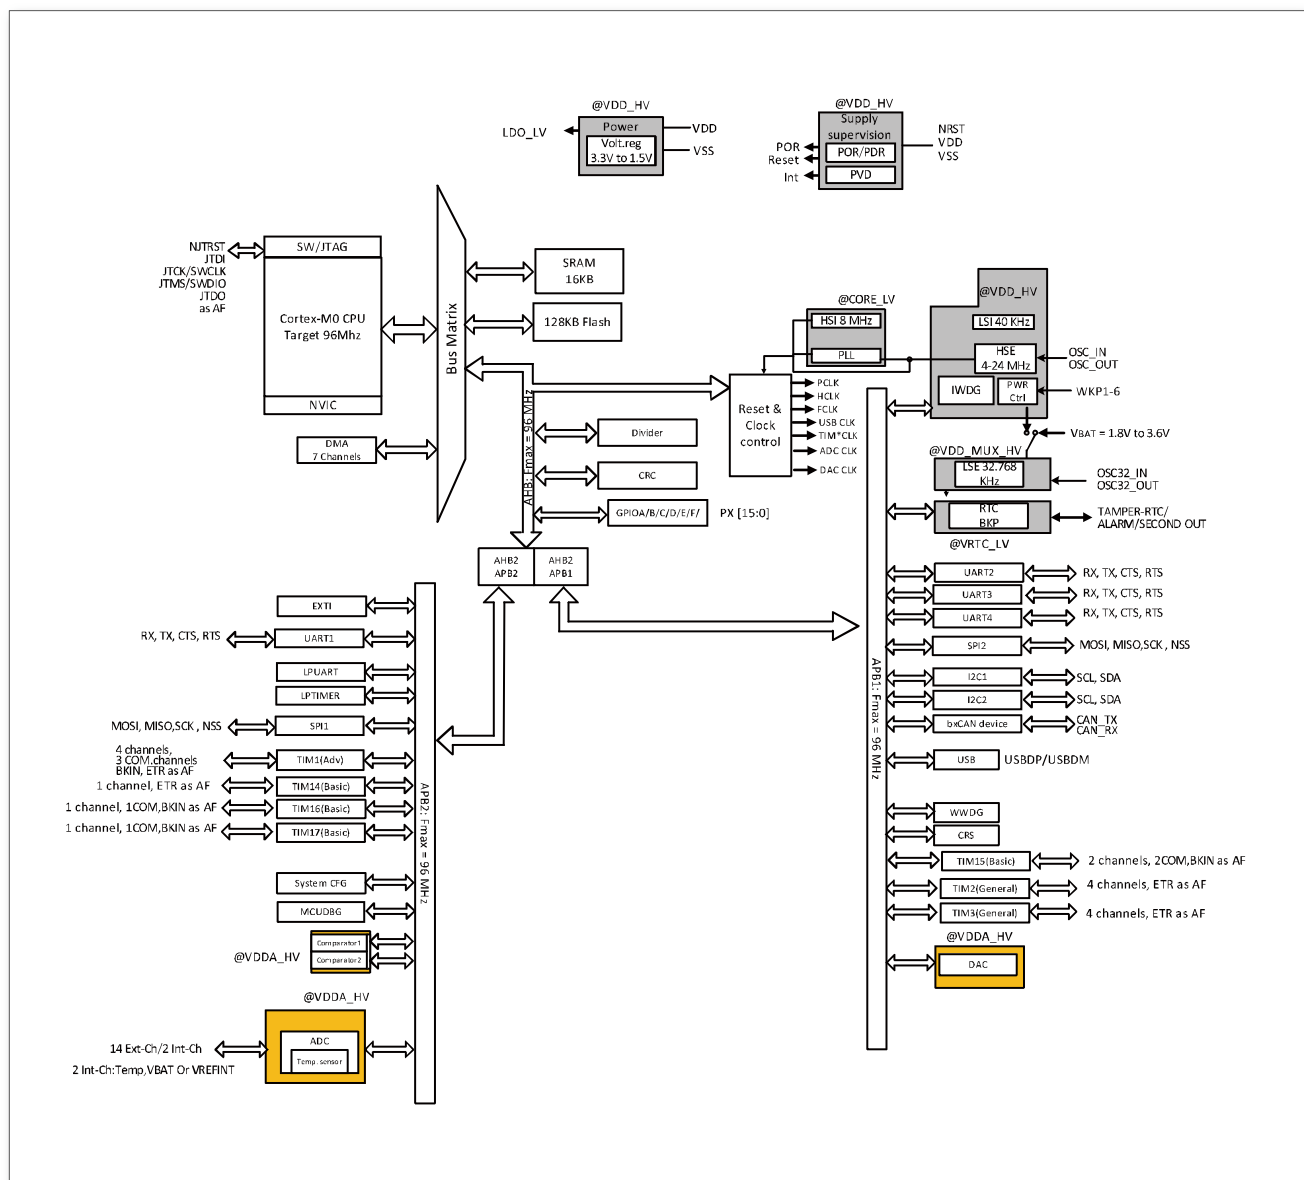 @VDD_HV
Power
Volt.reg
3.3V to 1.5V
LDO_LV
VDD
VSS
@VDD_HV
Supply
supervision
POR/PDR
PVD
POR
Reset
Int
NRST
VDD
VSS
NJTRST
JTDI
JTCK/SWCLK
JTMS/SWDIO
JTDO
as AF
SW/JTAG
Cortex-M0 CPU
Target 96Mhz
NVIC
DMA
7 Channels
Bus Matrix
SRAM
16KB
128KB Flash
AHB: Fmax = 96 MHz
Divider
CRC
GPIOA/B/C/D/E/F/
PX [15:0]
@CORE_LV
HSI 8 MHz
PLL
Reset &
Clock
control
PCLK
HCLK
FCLK
USB CLK
TIM*CLK
ADC CLK
DAC CLK
@VDD_HV
LSI 40 KHz
HSE
4-24 MHz
IWDG
PWR
Ctrl
OSC_IN
OSC_OUT
WKP1-6
VBAT = 1.8V to 3.6V
@VDD_MUX_HV
LSE 32.768
KHz
OSC32_IN
OSC32_OUT
RTC
BKP
TAMPER-RTC/
ALARM/SECOND OUT
@VRTC_LV
AHB2
APB2
AHB2
APB1
APB2: Fmax = 96 MHz
EXTI
RX, TX, CTS, RTS
UART1
LPUART
LPTIMER
MOSI, MISO,SCK , NSS
SPI1
4 channels,
3 COM.channels
BKIN, ETR as AF
TIM1(Adv)
1 channel, ETR as AF
TIM14(Basic)
1 channel, 1COM,BKIN as AF
TIM16(Basic)
1 channel, 1COM,BKIN as AF
TIM17(Basic)
System CFG
MCUDBG
@VDDA_HV
Comparator1
Comparator2
@VDDA_HV
ADC
Temp. sensor
14 Ext-Ch/2 Int-Ch
2 Int-Ch:Temp,VBAT Or VREFINT
APB1: Fmax = 96 MHz
UART2
RX, TX, CTS, RTS
UART3
RX, TX, CTS, RTS
UART4
RX, TX, CTS, RTS
SPI2
MOSI, MISO,SCK , NSS
I2C1
SCL, SDA
I2C2
SCL, SDA
bxCAN device
CAN_TX
CAN_RX
USB
USBDP/USBDM
WWDG
CRS
TIM15(Basic)
2 channels, 2COM,BKIN as AF
TIM2(General)
4 channels, ETR as AF
TIM3(General)
4 channels, ETR as AF
@VDDA_HV
DAC